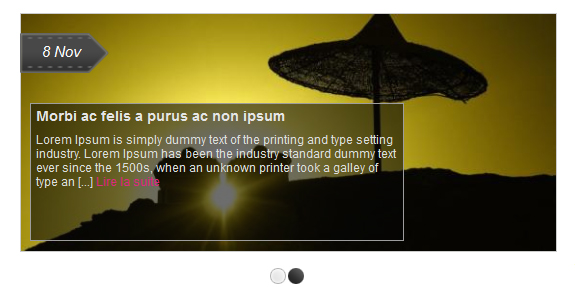 8 Nov
Morbi ac felis a purus ac non ipsum
Lorem Ipsum is simply dummy text of the printing and type setting
industry. Lorem Ipsum has been the industry standard dummy text
ever since the 1500s, when an unknown printer took a galley of
type an [...] Lire la suite